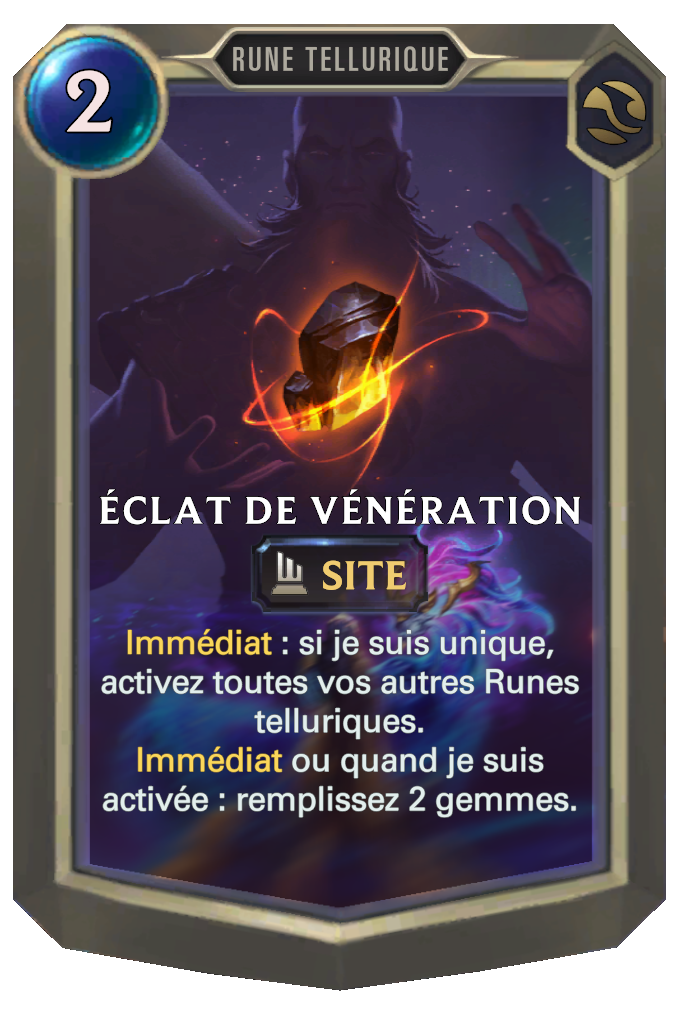 RUNE TELLURIQUE
2
ÉCLAT DE VÉNÉRATION
SITE
Immédiat : si je suis unique,
activez toutes vos autres Runes
telluriques.
Immédiat ou quand je suis
activée : remplissez 2 gemmes.